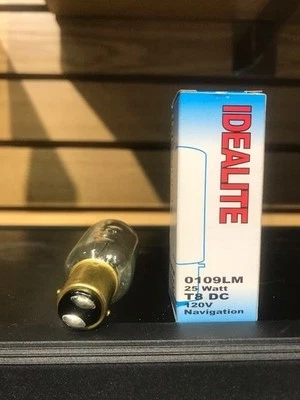 IDEALITE
0109LM
25 Watt
T8 DC
120V
Navigation